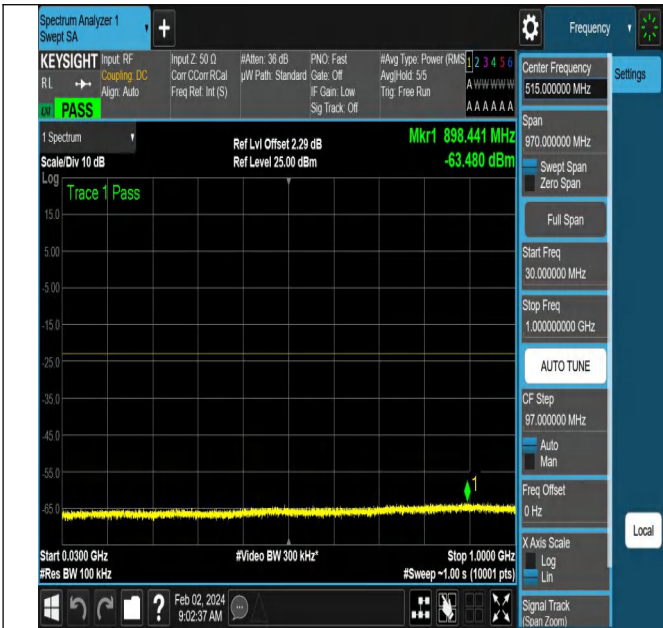 Spectrum Analyzer 1
Swept SA
+
Frequency
KEYSIGHT
Input: RF
Input Z: 50 Ω
#Atten: 36 dB
PNO: Fast
#Avg Type: Power (RMS
1 2 3 4 5 6
RL
Coupling: DC
Corr CCorr RCal
µW Path: Standard
Gate: Off
Avg|Hold: 5/5
A W W W W W
Align: Auto
Freq Ref: Int (S)
IF Gain: Low
Trig: Free Run
PASS
Sig Track: Off
A A A A A A
1 Spectrum
Ref Lvl Offset 2.29 dB
Mkr1 898.441 MHz
Scale/Div 10 dB
Ref Level 25.00 dBm
-63.480 dBm
Log
Trace 1 Pass
15.0
5.00
-5.00
-15.0
-25.0
-35.0
-45.0
-55.0
-65.0
1
Start 0.0300 GHz
#Video BW 300 kHz*
Stop 1.0000 GHz
#Res BW 100 kHz
#Sweep ~1.00 s (10001 pts)
?
Feb 02, 2024
9:02:37 AM
Center Frequency
515.000000 MHz
Settings
Span
970.000000 MHz
Swept Span
Zero Span
Full Span
Start Freq
30.000000 MHz
Stop Freq
1.000000000 GHz
AUTO TUNE
CF Step
97.000000 MHz
Auto
Man
Freq Offset
0 Hz
Local
X Axis Scale
Log
Lin
Signal Track
(Span Zoom)